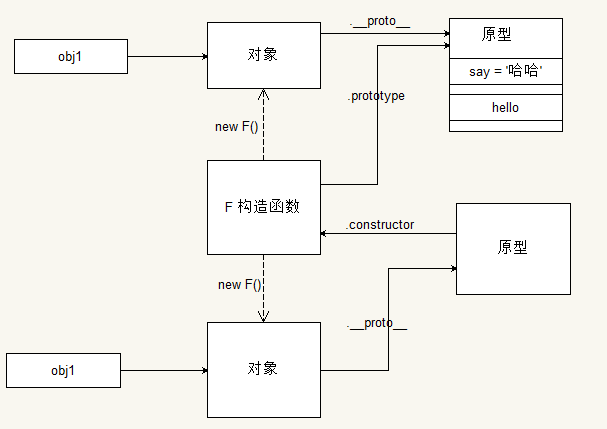 .__proto__
原型
obj1
对象
say = '哈哈'
.prototype
hello
new F()
F 构造函数
.constructor
原型
new F()
.__proto__
obj1
对象